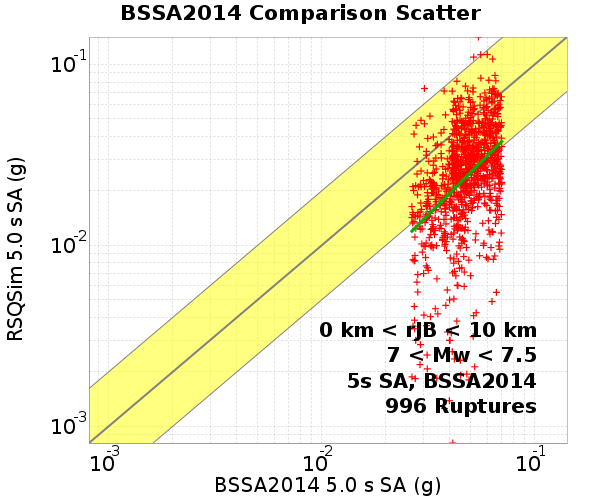 BSSA2014 Comparison Scatter
RSQSim 5.0 s SA (g)
10-1
10-2
10-3
0 km < rJB < 10 km
7 < Mw < 7.5
5s SA, BSSA2014
996 Ruptures
10-3 10-2 10-1
BSSA2014 5.0 s SA (g)